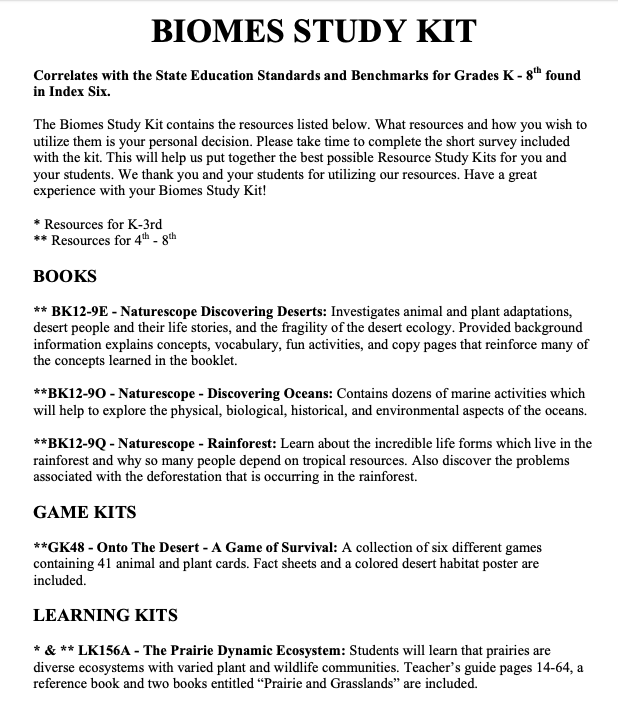 BIOMES STUDY KIT
Correlates with the State Education Standards and Benchmarks for Grades K - 8th found
in Index Six.
The Biomes Study Kit contains the resources listed below. What resources and how you wish to
utilize them is your personal decision. Please take time to complete the short survey included
with the kit. This will help us put together the best possible Resource Study Kits for you and
your students. We thank you and your students for utilizing our resources. Have a great
experience with your Biomes Study Kit!
* Resources for K-3rd
** Resources for 4th - 8th
BOOKS
** BK12-9E - Naturescope Discovering Deserts: Investigates animal and plant adaptations,
desert people and their life stories, and the fragility of the desert ecology. Provided background
information explains concepts, vocabulary, fun activities, and copy pages that reinforce many of
the concepts learned in the booklet.
**BK12-9O - Naturescope - Discovering Oceans: Contains dozens of marine activities which
will help to explore the physical, biological, historical, and environmental aspects of the oceans.
**BK12-9Q - Naturescope - Rainforest: Learn about the incredible life forms which live in the
rainforest and why so many people depend on tropical resources. Also discover the problems
associated with the deforestation that is occurring in the rainforest.
GAME KITS
**GK48 - Onto The Desert - A Game of Survival: A collection of six different games
containing 41 animal and plant cards. Fact sheets and a colored desert habitat poster are
included.
LEARNING KITS
* & ** LK156A - The Prairie Dynamic Ecosystem: Students will learn that prairies are
diverse ecosystems with varied plant and wildlife communities. Teacher's guide pages 14-64, a
reference book and two books entitled “Prairie and Grasslands” are included.